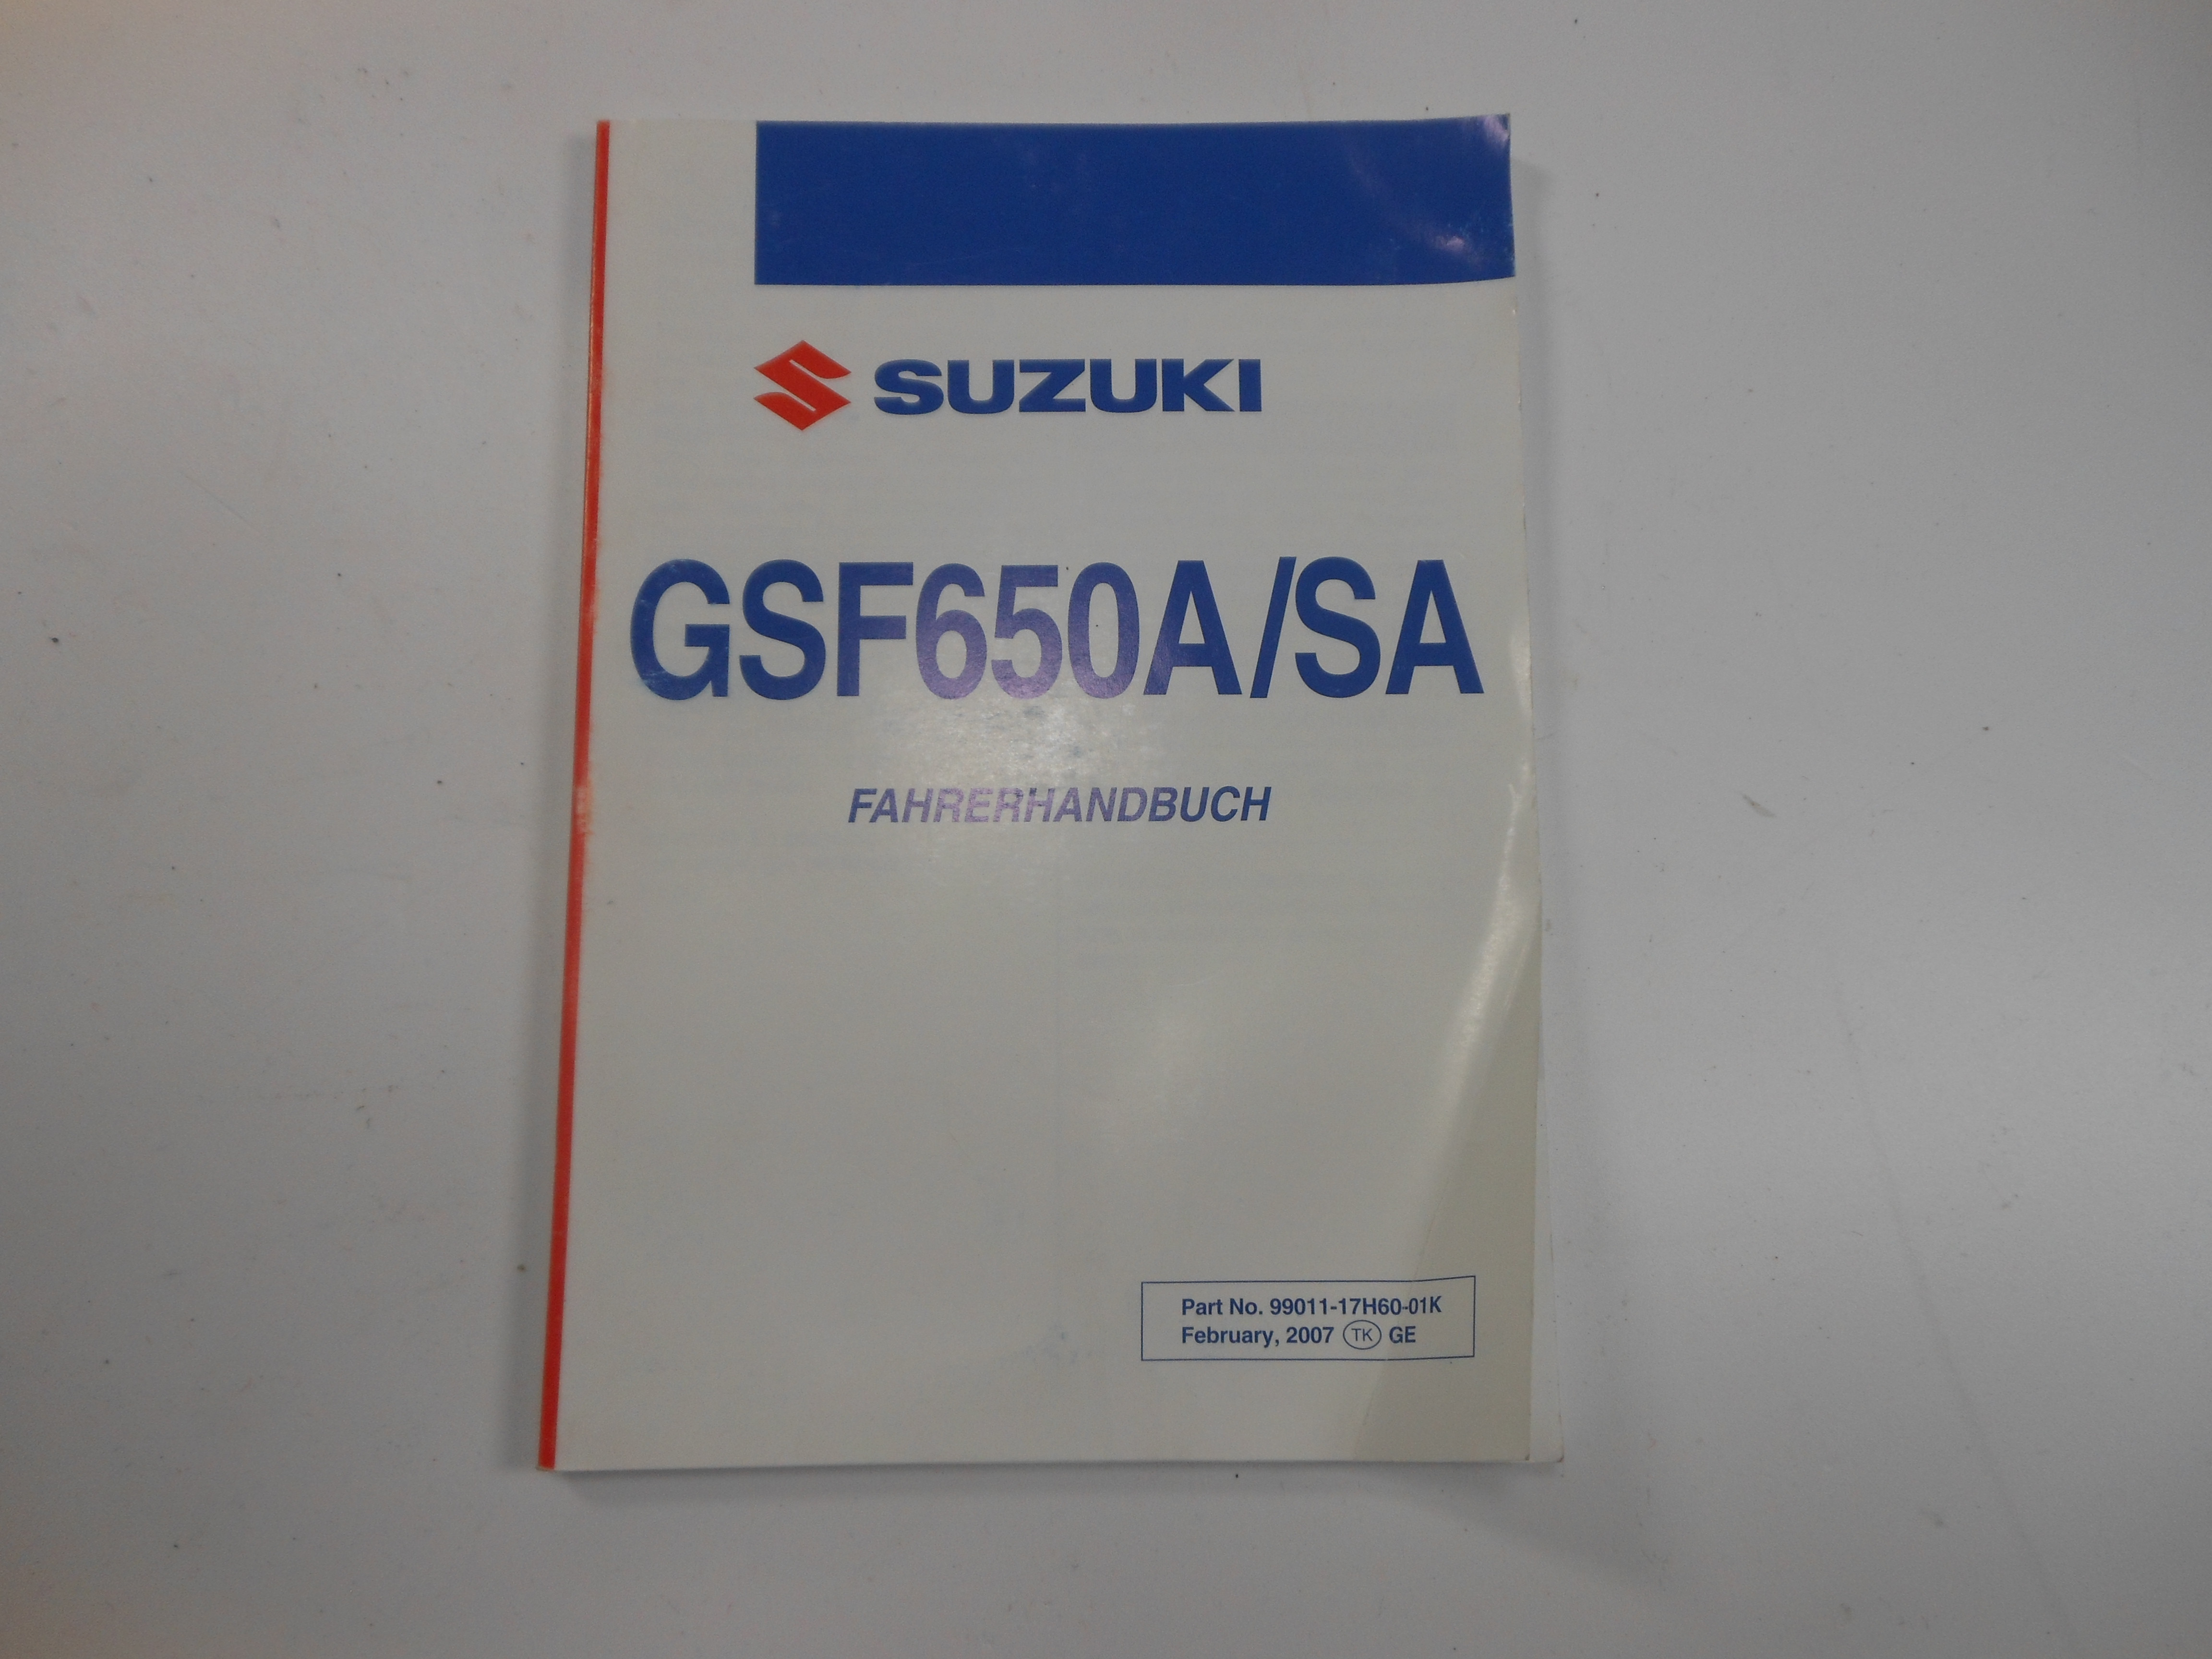 SUZUKI
GSF650A/SA
FAHRERHANDBUCH
Part No. 99011-17H60-01K
February, 2007 TK GE